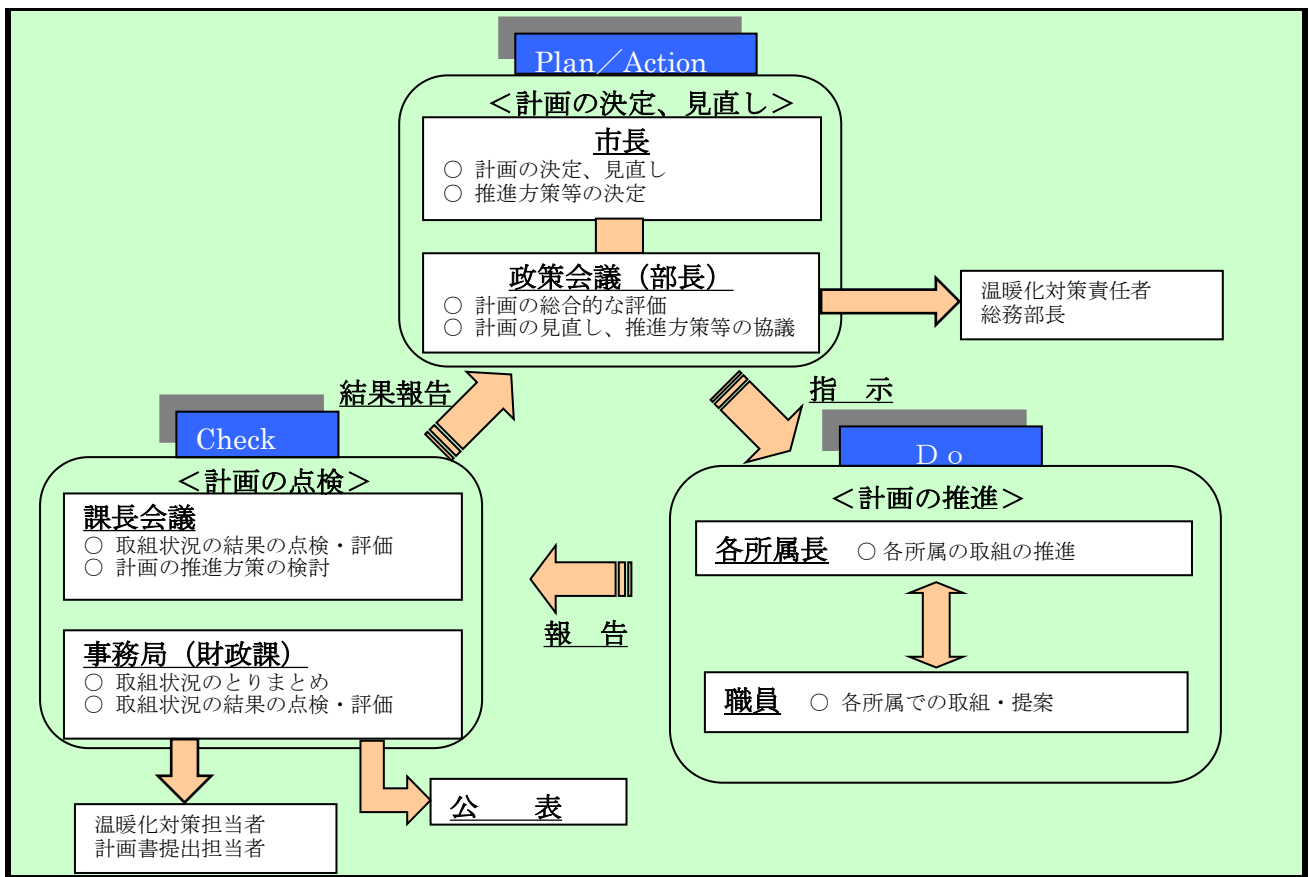 Plan／Action
＜計画の決定、見直し＞
市長
○ 計画の決定、見直し
○ 推進方策等の決定
政策会議（部長）
○ 計画の総合的な評価
○ 計画の見直し、推進方策等の協議
温暖化対策責任者
総務部長
結果報告
指　示
Check
＜計画の点検＞
課長会議
○ 取組状況の結果の点検・評価
○ 計画の推進方策の検討
事務局（財政課）
○ 取組状況のとりまとめ
○ 取組状況の結果の点検・評価
報　告
Ｄｏ
＜計画の推進＞
各所属長　○ 各所属の取組の推進
職員　○ 各所属での取組・提案
温暖化対策担当者
計画書提出担当者
公　　表